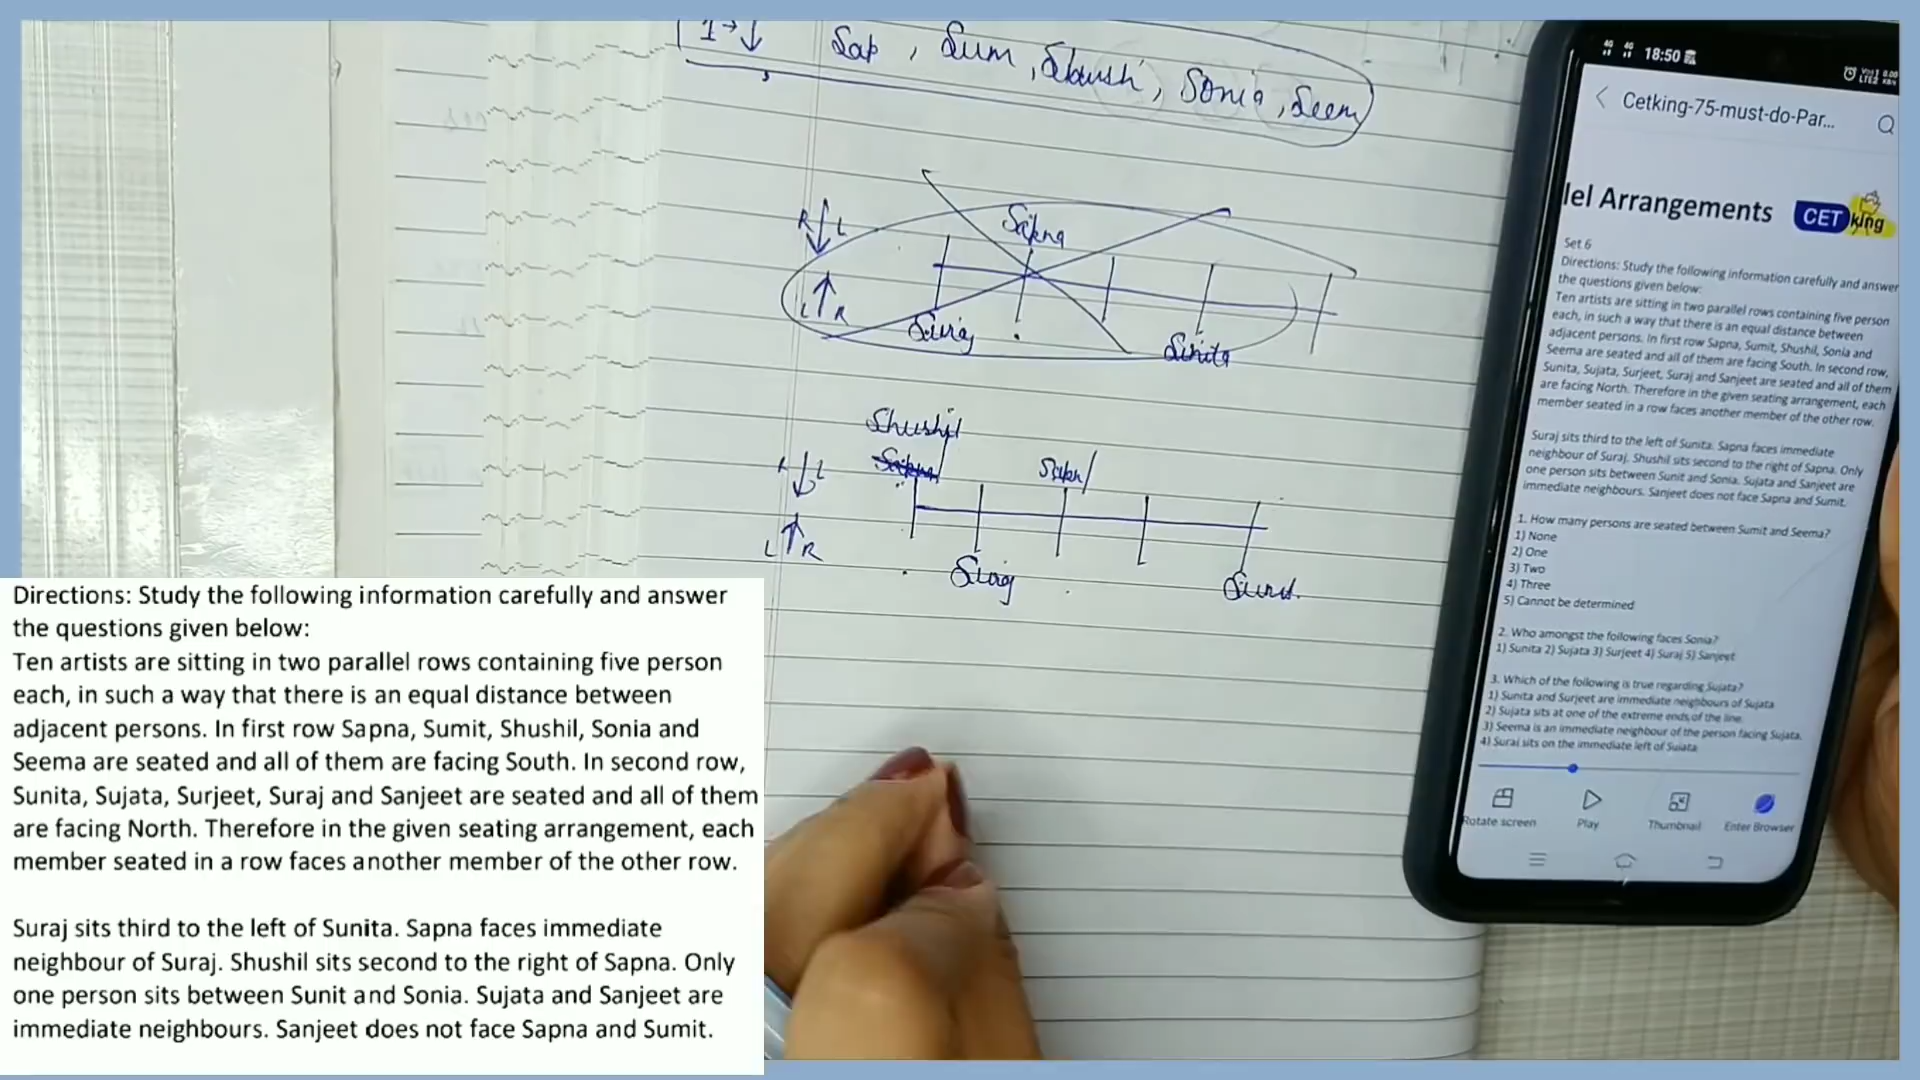 1→↓ Sap, Sum, Shaushi, Sonia, Seem
R↓L
Sapna
L↑R
Suraj
Sunita
Shushil
↓L
L↑R
Suraj
18:50
Cetking-75-must-do-Par...
lel Arrangements
CET king
Set 6
Directions: Study the following information carefully and answer
the questions given below:
Ten artists are sitting in two parallel rows containing five person
each, in such a way that there is an equal distance between
adjacent persons. In first row Sapna, Sumit, Shushil, Sonia and
Seema are seated and all of them are facing South. In second row,
Sunita, Sujata, Surjeet, Suraj and Sanjeet are seated and all of them
are facing North. Therefore in the given seating arrangement, each
member seated in a row faces another member of the other row.
Suraj sits third to the left of Sunita. Sapna faces immediate
neighbour of Suraj. Shushil sits second to the right of Sapna. Only
one person sits between Sunit and Sonia. Sujata and Sanjeet are
immediate neighbours. Sanjeet does not face Sapna and Sumit.
1. How many persons are seated between Sumit and Seema?
1) None
2) One
3) Two
4) Three
5) Cannot be determined
2. Who amongst the following faces Sonia?
1) Sunita 2) Sujata 3) Surjeet 4) Suraj 5) Sanjeet
3. Which of the following is true regarding Sujata?
1) Sunita and Surjeet are immediate neighbours of Sujata
2) Sujata sits at one of the extreme ends of the line.
3) Seema is an immediate neighbour of the person facing Sujata.
4) Suraj sits on the immediate left of Sujata
Rotate screen
Play
Thumbnail
Enter Browser
Directions: Study the following information carefully and answer
the questions given below:
Ten artists are sitting in two parallel rows containing five person
each, in such a way that there is an equal distance between
adjacent persons. In first row Sapna, Sumit, Shushil, Sonia and
Seema are seated and all of them are facing South. In second row,
Sunita, Sujata, Surjeet, Suraj and Sanjeet are seated and all of them
are facing North. Therefore in the given seating arrangement, each
member seated in a row faces another member of the other row.
Suraj sits third to the left of Sunita. Sapna faces immediate
neighbour of Suraj. Shushil sits second to the right of Sapna. Only
one person sits between Sunit and Sonia. Sujata and Sanjeet are
immediate neighbours. Sanjeet does not face Sapna and Sumit.